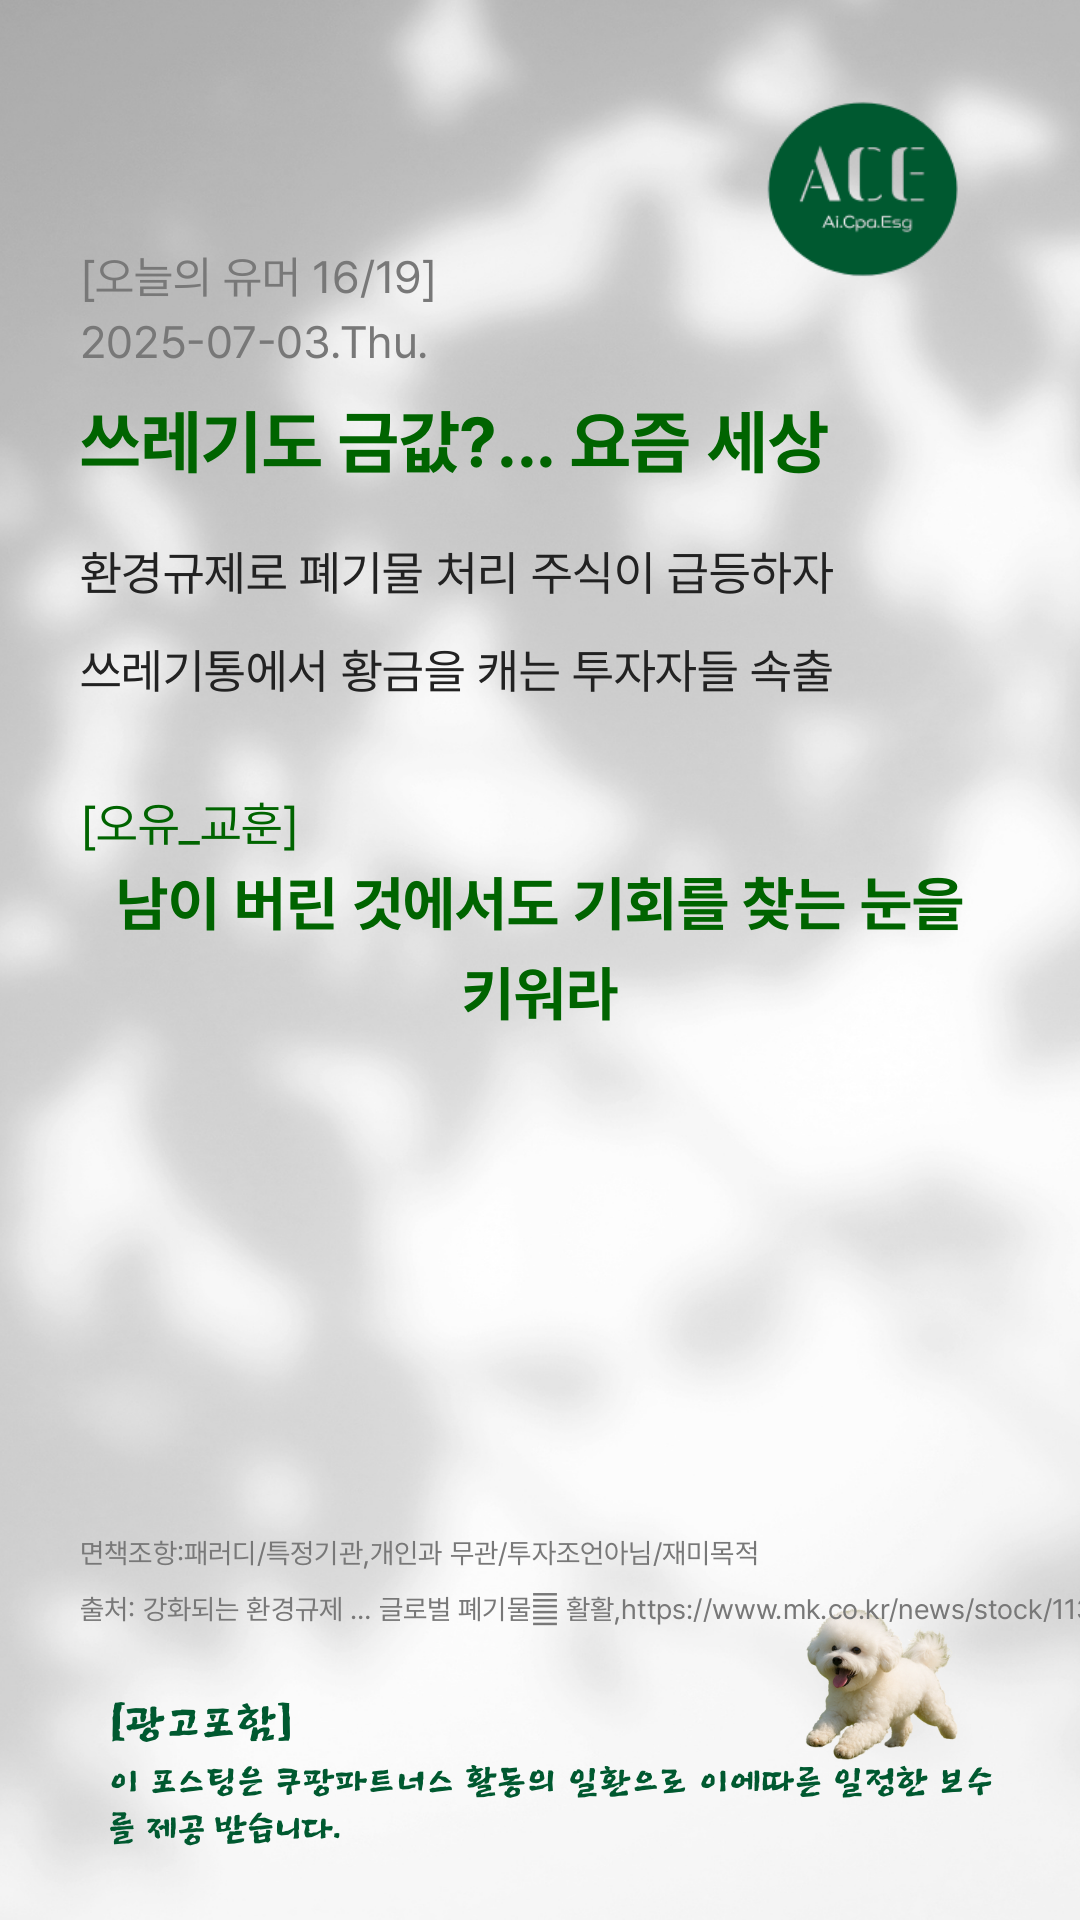 ACE
Ai.Cpa.Esg
[오늘의 유머 16/19]
2025-07-03.Thu.
쓰레기도 금값?... 요즘 세상
환경규제로 폐기물 처리 주식이 급등하자
쓰레기통에서 황금을 캐는 투자자들 속출
[오유_교훈]
남이 버린 것에서도 기회를 찾는 눈을
키워라
면책조항:패러디/특정기관,개인과 무관/투자조언아님/재미목적
출처: 강화되는 환경규제 ... 글로벌 폐기물䷁ 활활,https://www.mk.co.kr/news/stock/113
[광고포함]
이 포스팅은 쿠팡파트너스 활동의 일환으로 이에따른 일정한 보수
를 제공 받습니다.